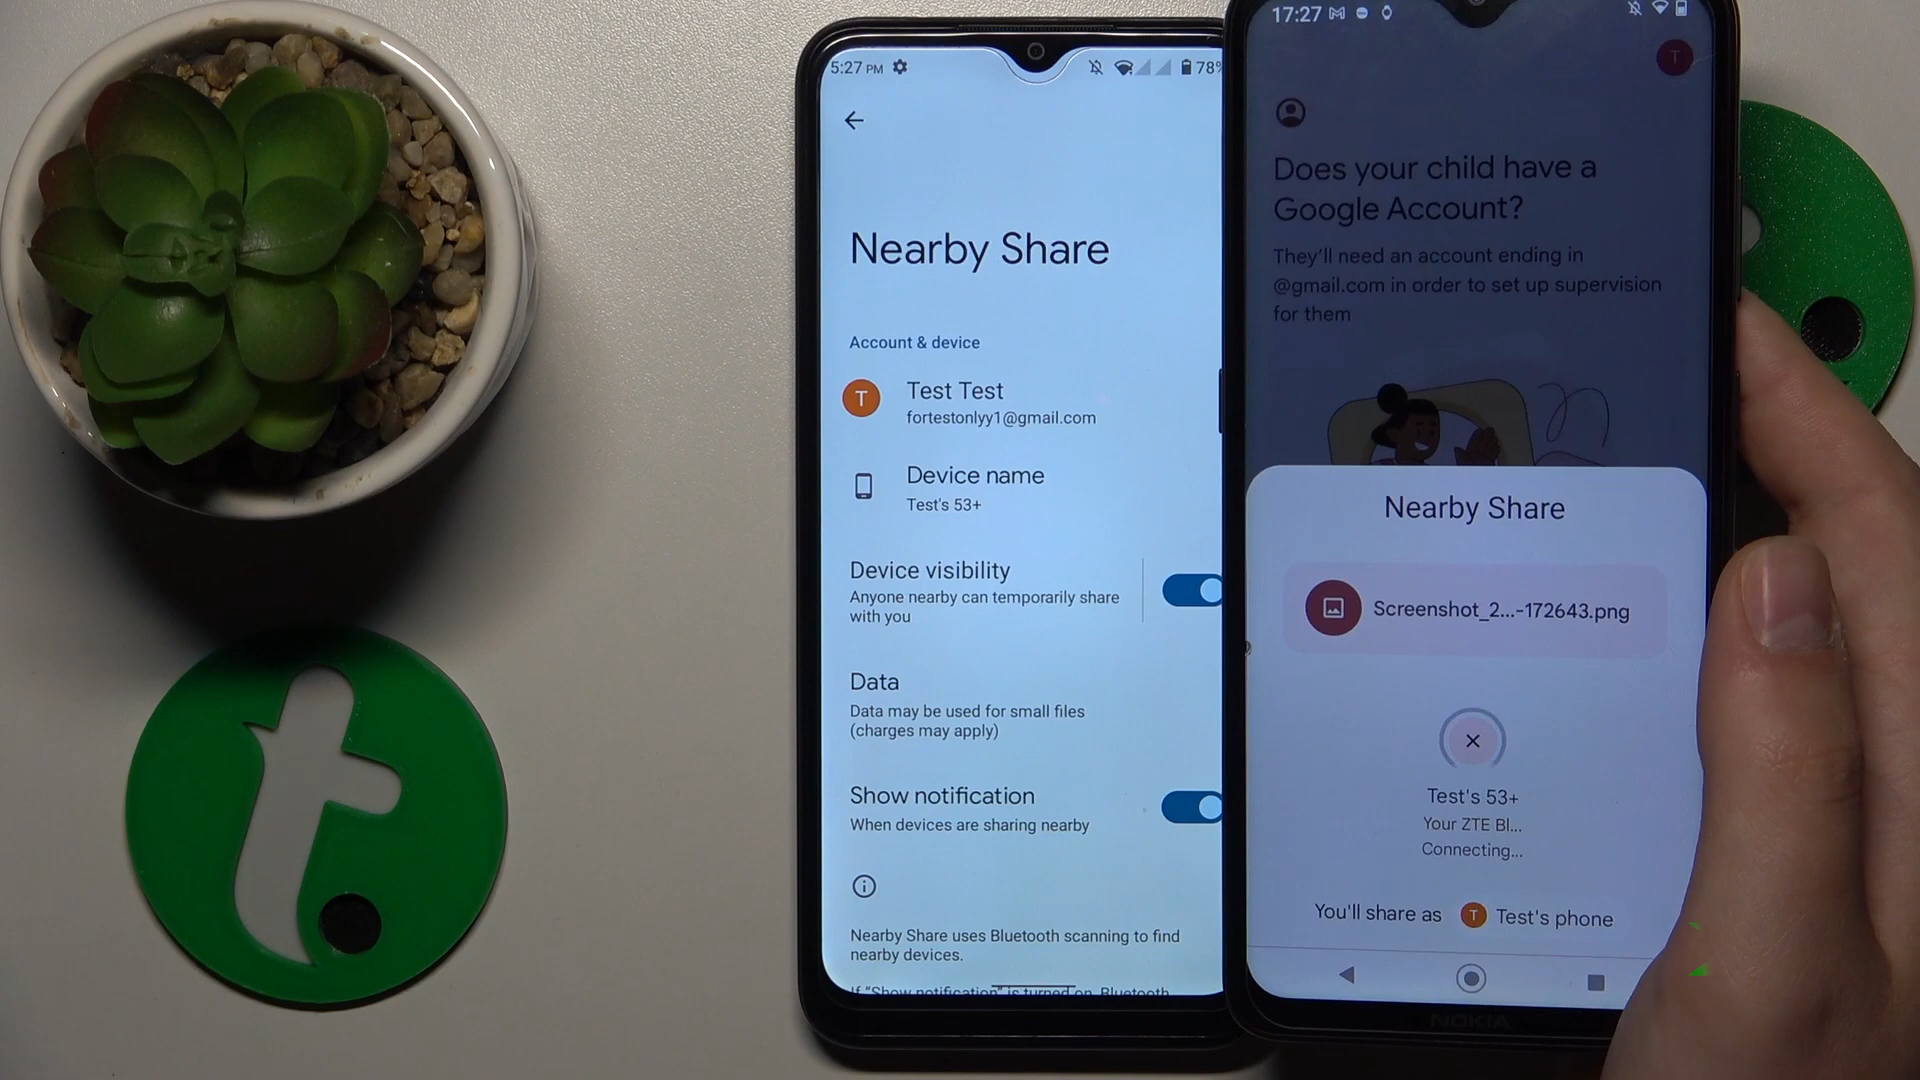 5:27 PM
78%
Nearby Share
Account & device
T
Test Test
fortestonlyy1@gmail.com
Device name
Test's 53+
Device visibility
Anyone nearby can temporarily share
with you
Data
Data may be used for small files
(charges may apply)
Show notification
When devices are sharing nearby
Nearby Share uses Bluetooth scanning to find
nearby devices.
If "Show notification" is turned on, Bluetooth
17:27
T
Does your child have a
Google Account?
They'll need an account ending in
@gmail.com in order to set up supervision
for them
Nearby Share
Screenshot_2...-172643.png
Test's 53+
Your ZTE Bl...
Connecting...
You'll share as T Test's phone
NOKIA